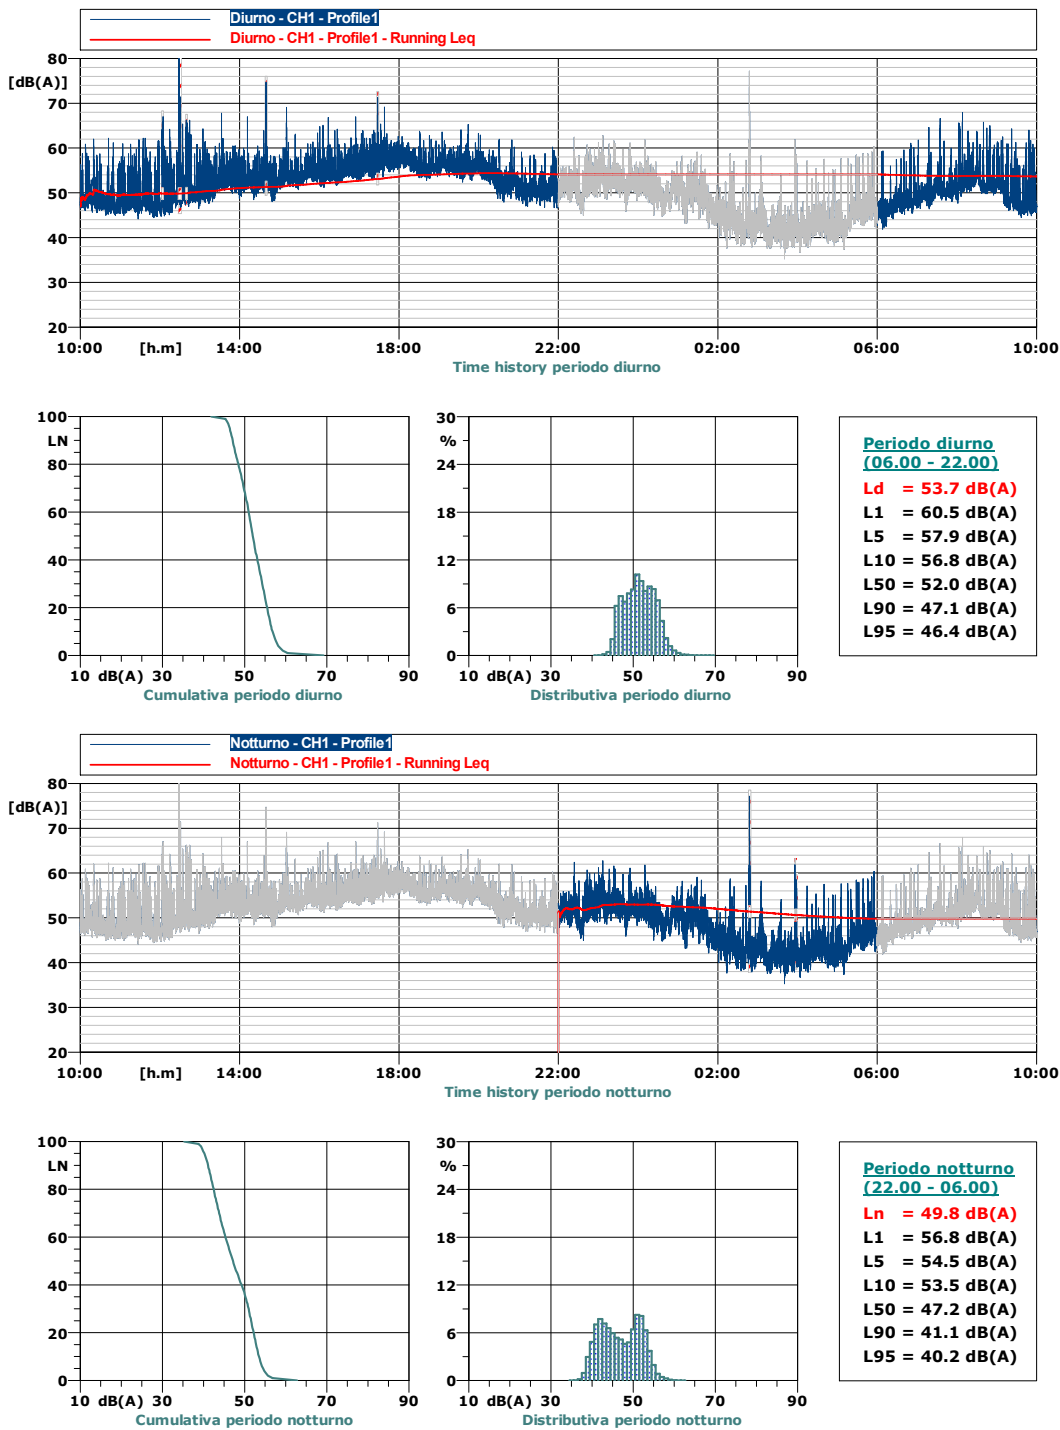 Diurno - CH1 - Profile1
Diurno - CH1 - Profile1 - Running Leq
80
[dB(A)]
70
60
50
40
30
20
10:00 [h.m] 14:00 18:00 22:00 02:00 06:00 10:00
Time history periodo diurno
100
LN
80
60
40
20
0
10 dB(A) 30 50 70 90
Cumulativa periodo diurno
30
%
24
18
12
6
0
10 dB(A) 30 50 70 90
Distributiva periodo diurno
Periodo diurno
(06.00 - 22.00)
Ld = 53.7 dB(A)
L1 = 60.5 dB(A)
L5 = 57.9 dB(A)
L10 = 56.8 dB(A)
L50 = 52.0 dB(A)
L90 = 47.1 dB(A)
L95 = 46.4 dB(A)
Notturno - CH1 - Profile1
Notturno - CH1 - Profile1 - Running Leq
80
[dB(A)]
70
60
50
40
30
20
10:00 [h.m] 14:00 18:00 22:00 02:00 06:00 10:00
Time history periodo notturno
100
LN
80
60
40
20
0
10 dB(A) 30 50 70 90
Cumulativa periodo notturno
30
%
24
18
12
6
0
10 dB(A) 30 50 70 90
Distributiva periodo notturno
Periodo notturno
(22.00 - 06.00)
Ln = 49.8 dB(A)
L1 = 56.8 dB(A)
L5 = 54.5 dB(A)
L10 = 53.5 dB(A)
L50 = 47.2 dB(A)
L90 = 41.1 dB(A)
L95 = 40.2 dB(A)